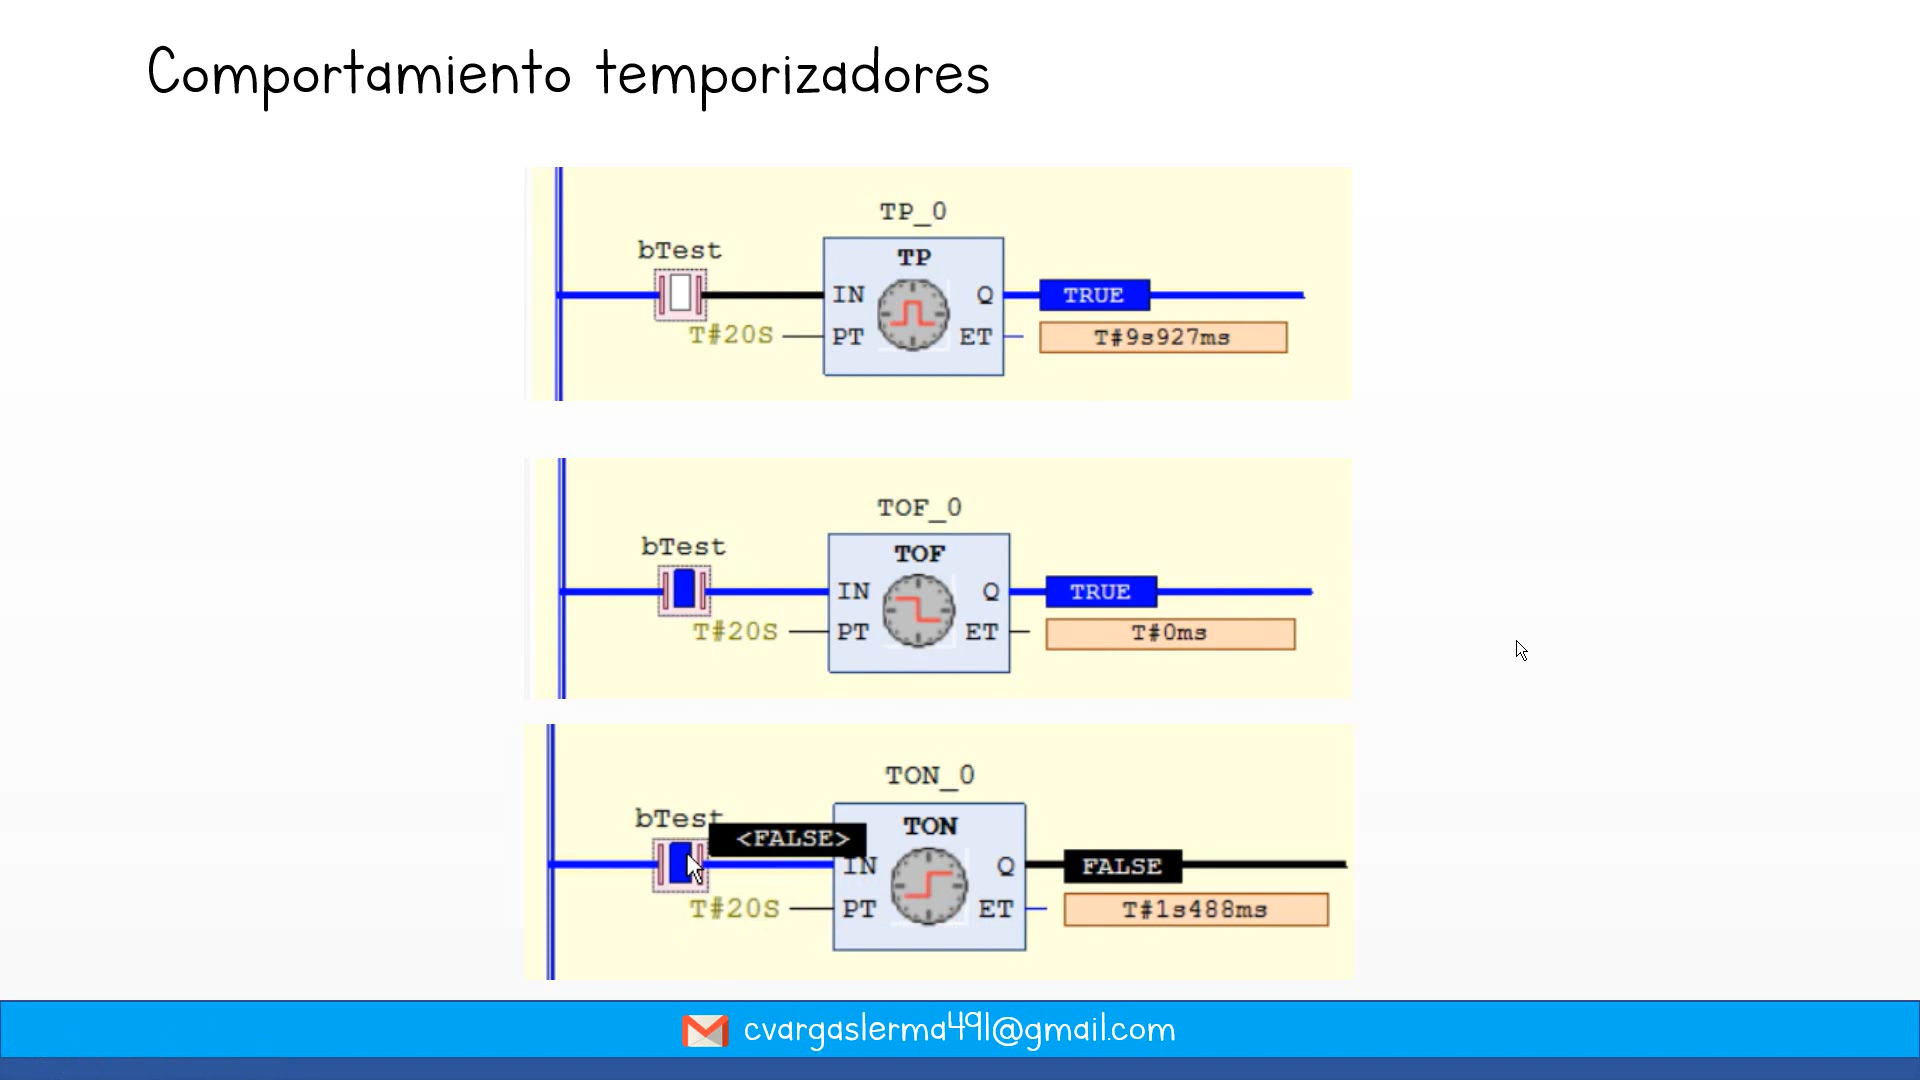 Comportamiento temporizadores
TP_0
bTest
TP
IN Q TRUE
T#20S PT ET T#9s927ms
TOF_0
bTest
TOF
IN Q TRUE
T#20S PT ET T#0ms
TON_0
bTest
<FALSE> TON
IN Q FALSE
T#20S PT ET T#1s488ms
cvargaslerma491@gmail.com